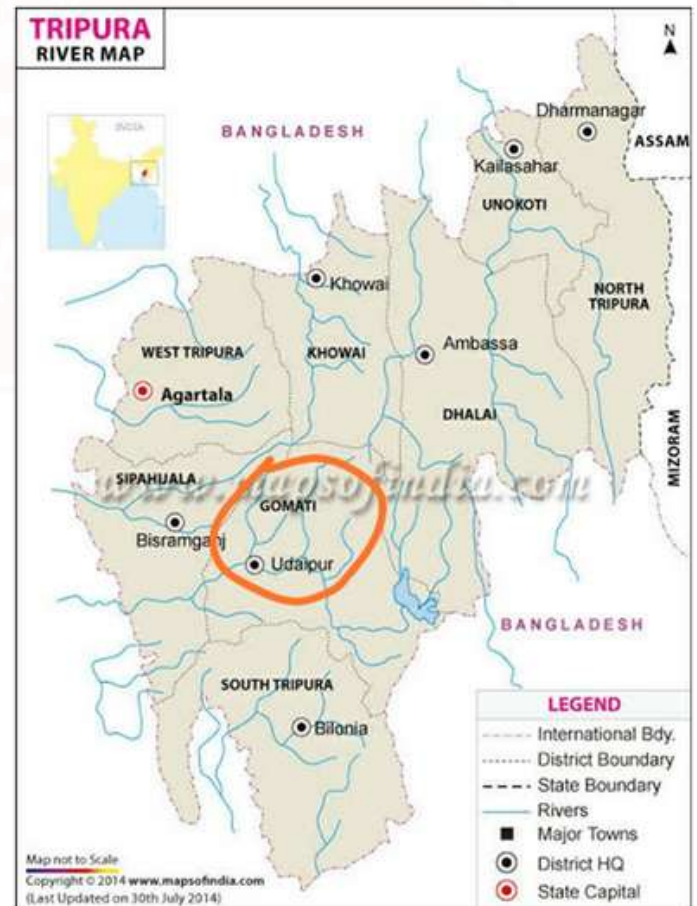 TRIPURA
RIVER MAP
N
INDIA
BANGLADESH
Dharmanagar
ASSAM
Kailasahar
UNOKOTI
Khowai
NORTH
TRIPURA
WEST TRIPURA
KHOWAI
Ambassa
Agartala
DHALAI
MIZORAM
SIPAHIJALA
www.mapsofindia.com
GOMATI
Bisramganj
Udaipur
BANGLADESH
SOUTH TRIPURA
Bilonia
LEGEND
International Bdy.
District Boundary
State Boundary
Rivers
Major Towns
District HQ
State Capital
Map not to Scale
Copyright © 2014 www.mapsofindia.com
(Last Updated on 30th July 2014)